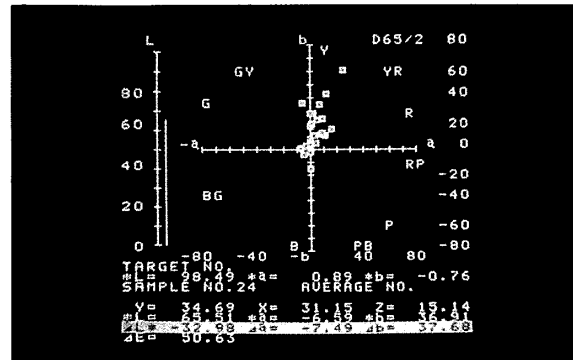 L b D65/2 80
Y
GY YR 60
80 G 40
60 R 20
-a a 0
40 RP -20
20 BG -40
P -60
0 B -b PB -80
-80 -40 40 80
TARGET NO.
*L= 98.49 *a= 0.89 *b= -0.76
SAMPLE NO.24 AVERAGE NO.
Y= 34.69 X= 31.15 Z= 15.14
*L= 65.51 *a= -6.59 *b= 36.91
⊿L= -32.98 ⊿a= -7.49 ⊿b= 37.68
⊿E= 50.63